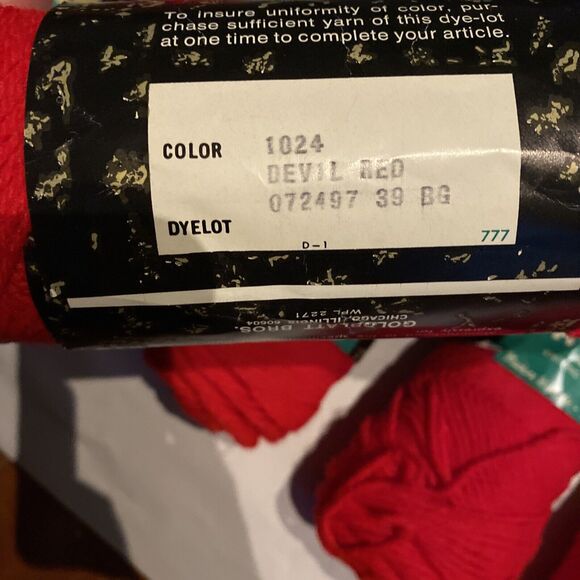 To insure uniformity of color, pur-
chase sufficient yarn of this dye-lot
at one time to complete your article.
COLOR 1024
DEVIL RED
072497 39 BG
DYELOT
D-1
777
GOLDBLATT BROS.
CHICAGO, ILLINOIS 60604
WPL 2271